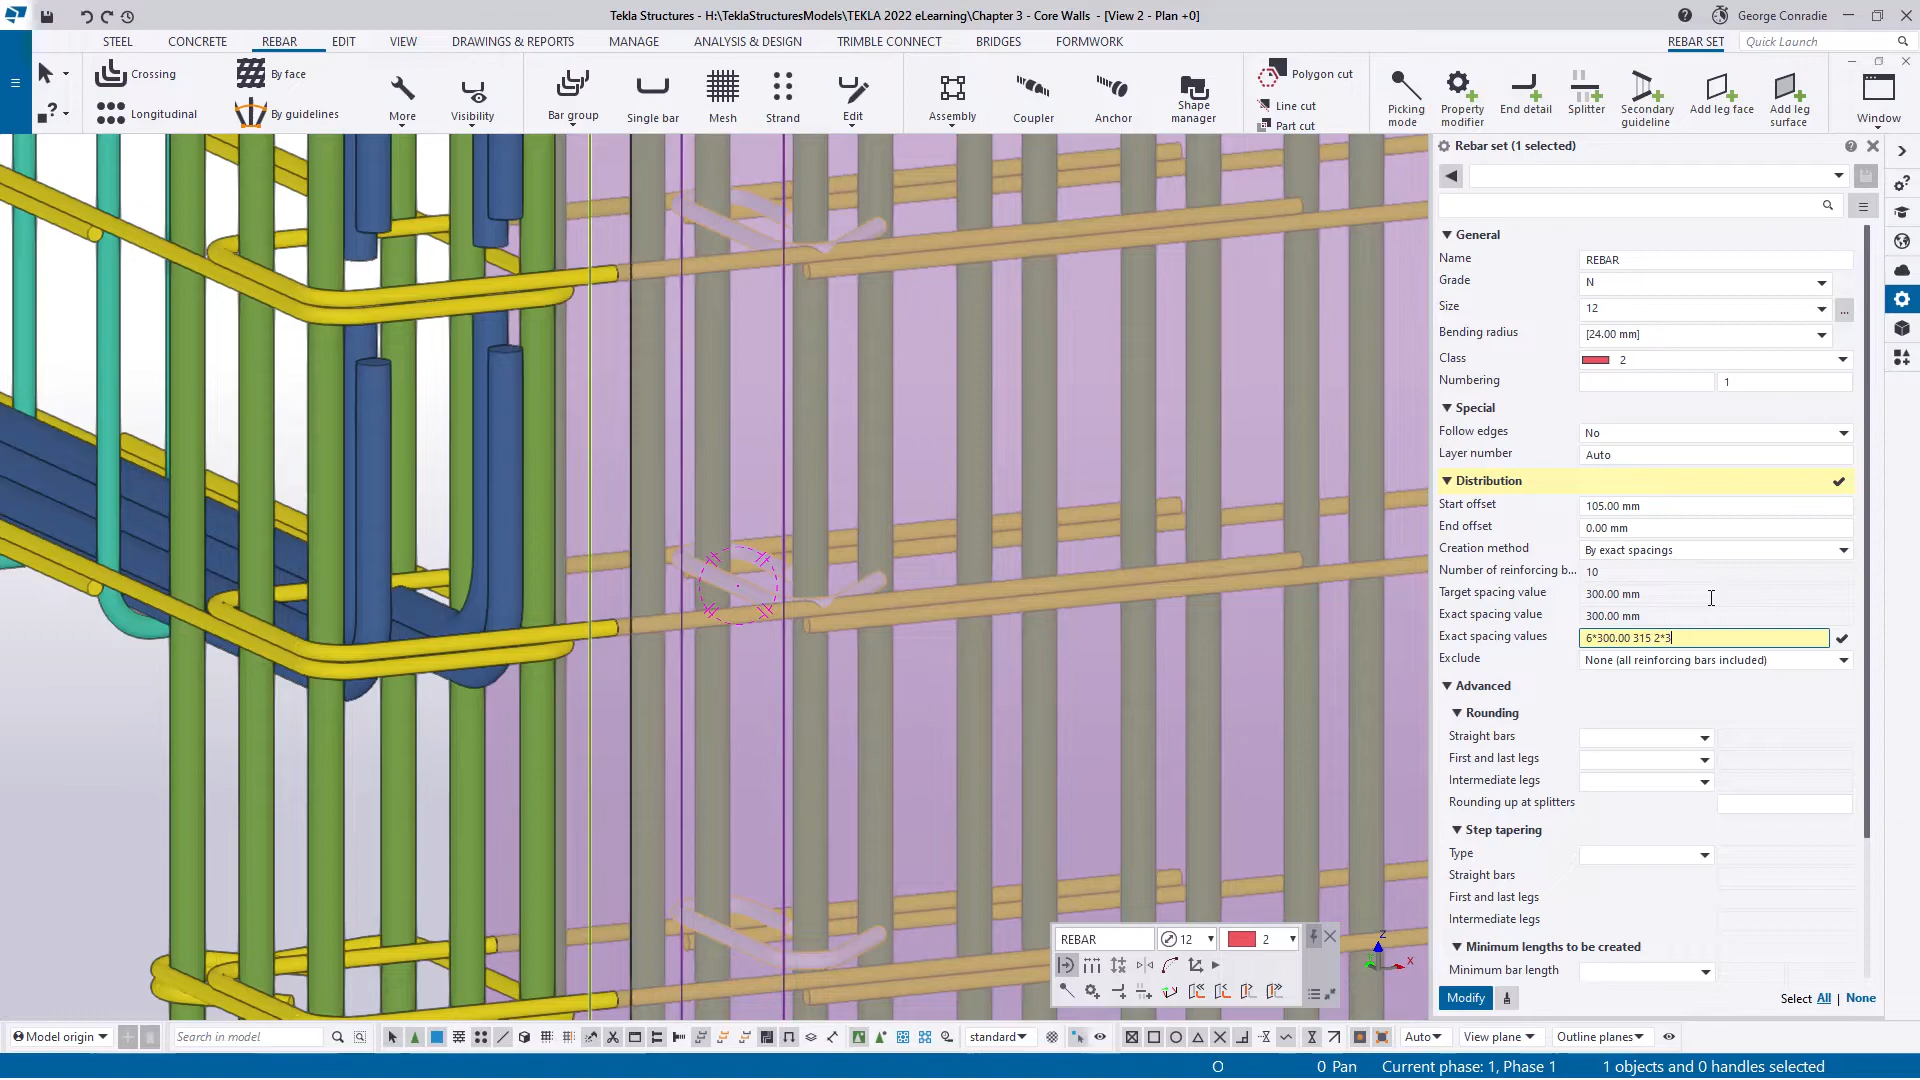 Tekla Structures - H:\TeklaStructuresModels\TEKLA 2022 eLearning\Chapter 3 - Core Walls - [View 2 - Plan +0]
George Conradie
STEEL CONCRETE REBAR EDIT VIEW DRAWINGS & REPORTS MANAGE ANALYSIS & DESIGN TRIMBLE CONNECT BRIDGES FORMWORK REBAR SET Quick Launch
Crossing By face Polygon cut
Longitudinal By guidelines Line cut
Part cut
More Visibility Bar group Single bar Mesh Strand Edit Assembly Coupler Anchor Shape manager Picking mode Property modifier End detail Splitter Secondary guideline Add leg face Add leg surface Window
Rebar set (1 selected)
General
Name REBAR
Grade N
Size 12 ...
Bending radius [24.00 mm]
Class 2
Numbering 1
Special
Follow edges No
Layer number Auto
Distribution
Start offset 105.00 mm
End offset 0.00 mm
Creation method By exact spacings
Number of reinforcing b... 10
Target spacing value 300.00 mm
Exact spacing value 300.00 mm
Exact spacing values 6*300.00 315 2*3
Exclude None (all reinforcing bars included)
Advanced
Rounding
Straight bars
First and last legs
Intermediate legs
Rounding up at splitters
Step tapering
Type
Straight bars
First and last legs
Intermediate legs
Minimum lengths to be created
Minimum bar length
Modify Select All | None
REBAR 12 2
Z
X
Model origin Search in model standard Auto View plane Outline planes
O 0 Pan Current phase: 1, Phase 1 1 objects and 0 handles selected